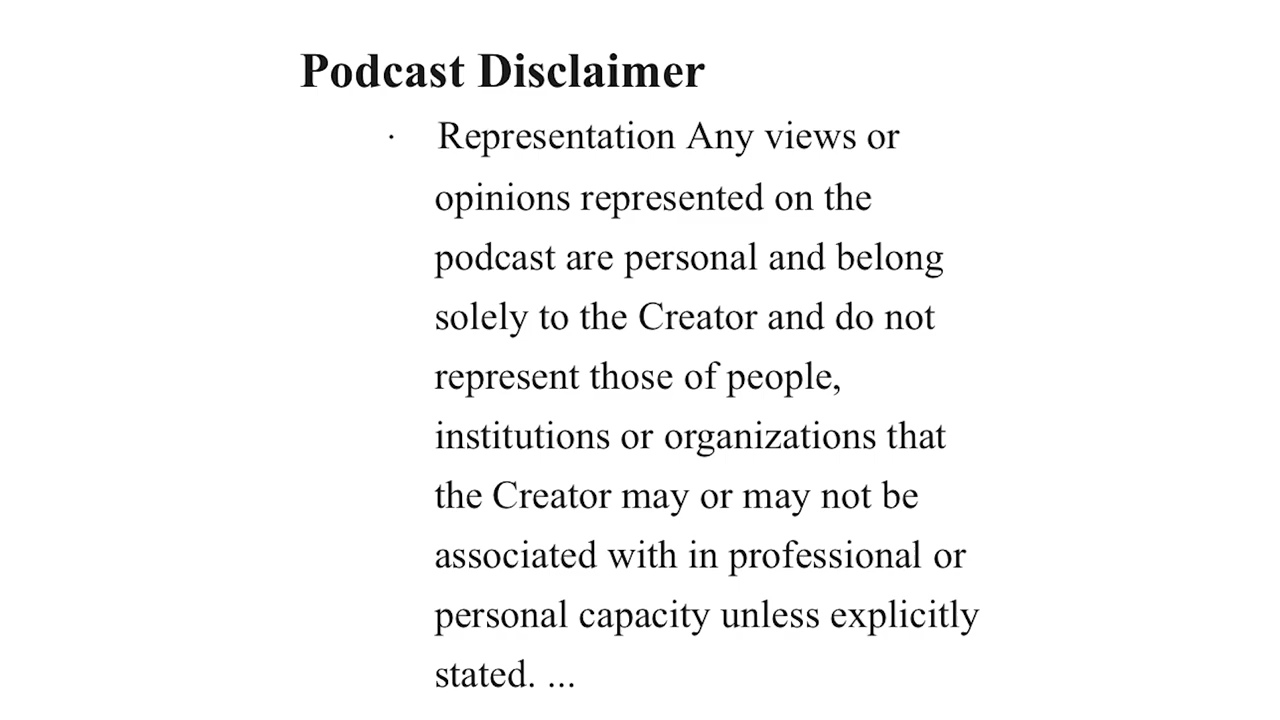 Podcast Disclaimer
· Representation Any views or
opinions represented on the
podcast are personal and belong
solely to the Creator and do not
represent those of people,
institutions or organizations that
the Creator may or may not be
associated with in professional or
personal capacity unless explicitly
stated. ...